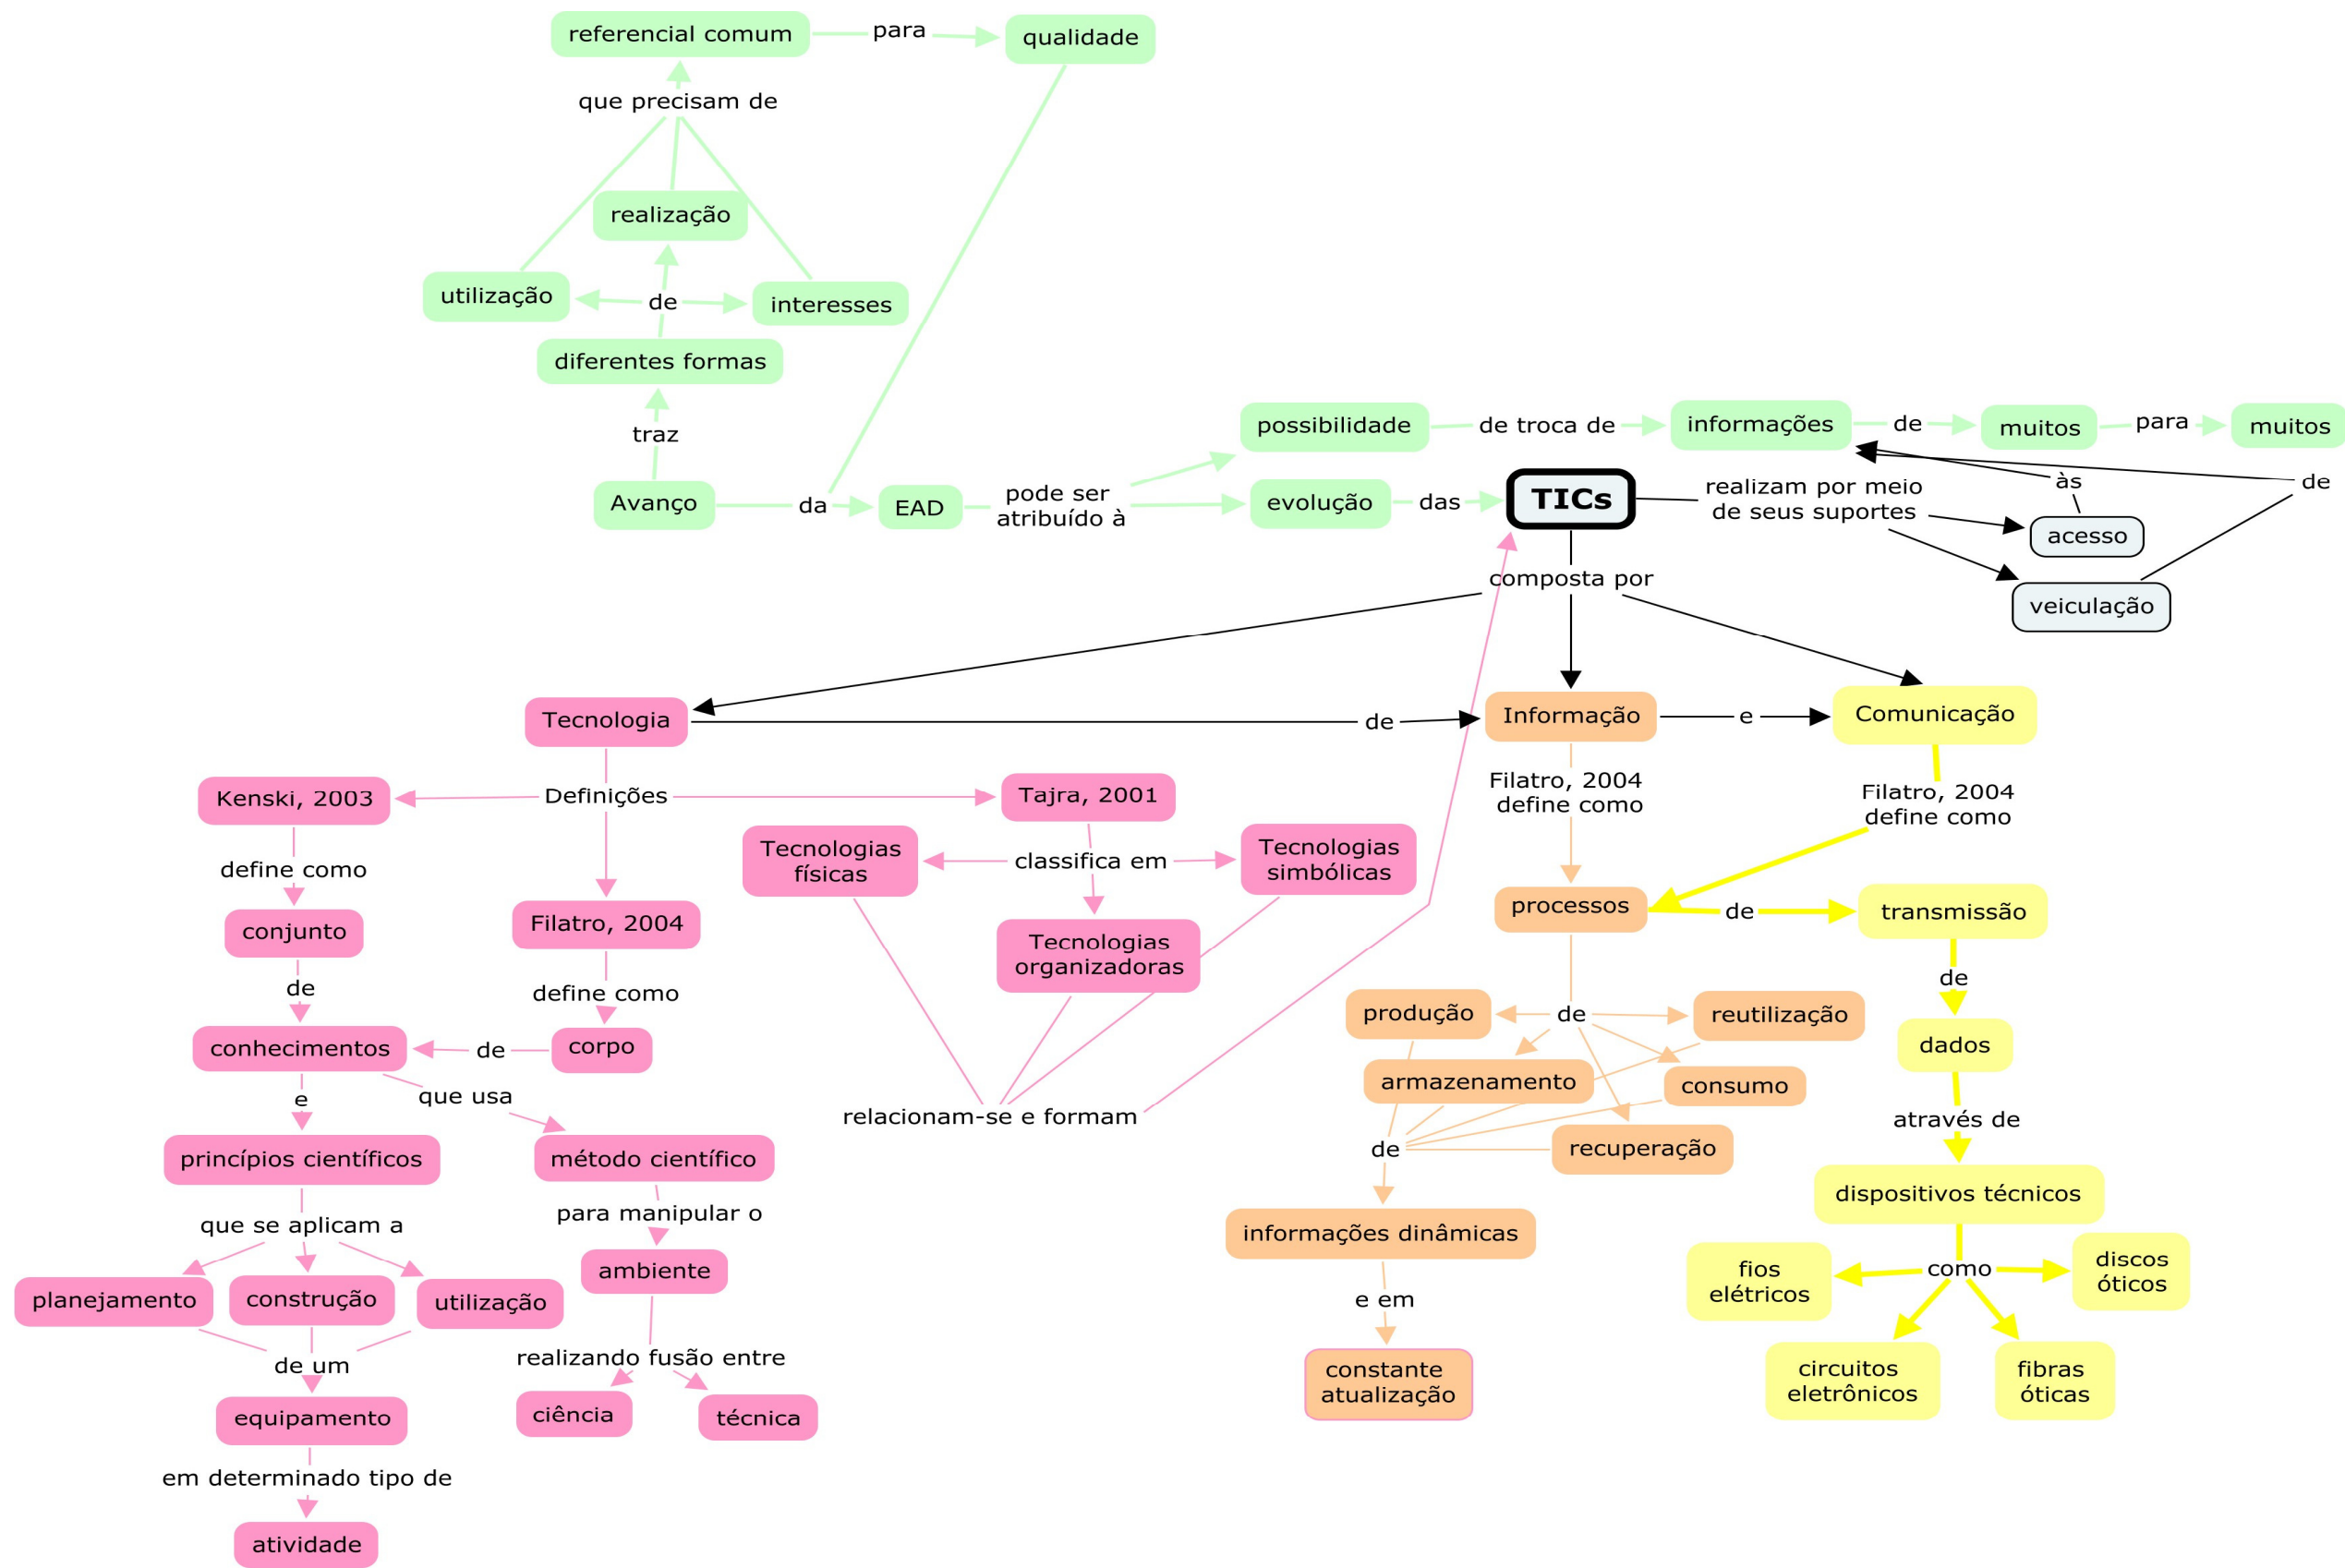 referencial comum
para
qualidade
que precisam de
realização
utilização
de
interesses
diferentes formas
traz
Avanço
da
EAD
pode ser
atribuído à
possibilidade
de troca de
informações
de
muitos
para
muitos
evolução
das
TICs
realizam por meio
de seus suportes
às
de
acesso
veiculação
composta por
Tecnologia
de
Informação
e
Comunicação
Definições
Kenski, 2003
define como
conjunto
de
conhecimentos
e
princípios científicos
que se aplicam a
planejamento
construção
utilização
de um
equipamento
em determinado tipo de
atividade
Filatro, 2004
define como
corpo
de
que usa
método científico
para manipular o
ambiente
realizando fusão entre
ciência
técnica
Tajra, 2001
classifica em
Tecnologias
físicas
Tecnologias
organizadoras
Tecnologias
simbólicas
relacionam-se e formam
Filatro, 2004
define como
processos
de
produção
reutilização
armazenamento
consumo
recuperação
de
informações dinâmicas
e em
constante
atualização
Filatro, 2004
define como
de
transmissão
de
dados
através de
dispositivos técnicos
como
fios
elétricos
discos
óticos
circuitos
eletrônicos
fibras
óticas